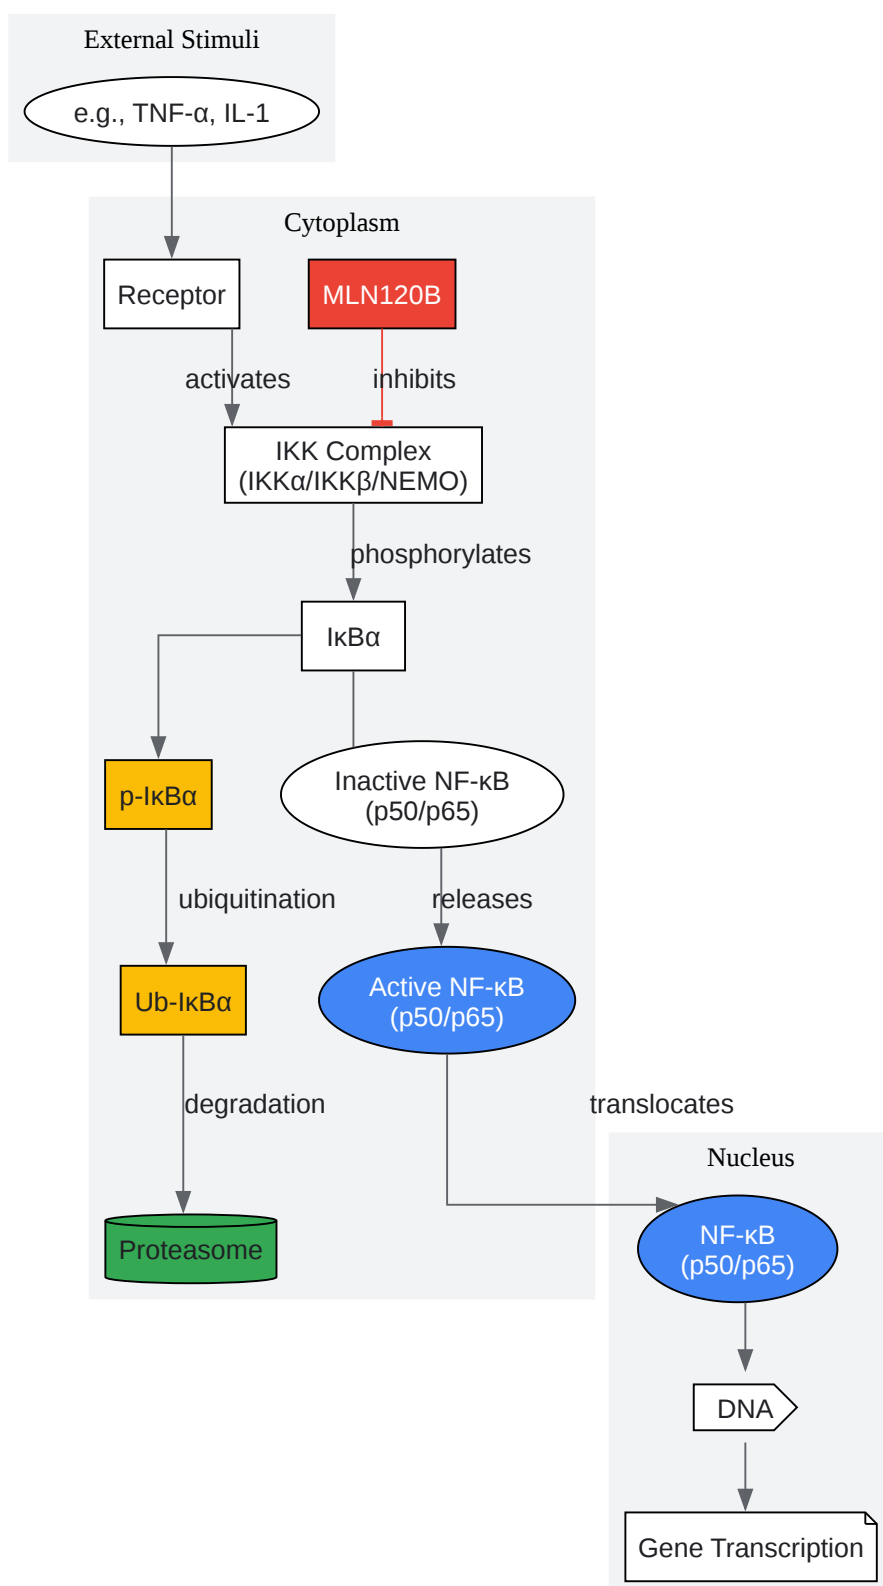 External Stimuli
e.g., TNF-α, IL-1
Cytoplasm
Receptor
MLN120B
activates
inhibits
IKK Complex
(IKKα/IKKβ/NEMO)
phosphorylates
IκBα
p-IκBα
Inactive NF-κB
(p50/p65)
ubiquitination
releases
Ub-IκBα
Active NF-κB
(p50/p65)
degradation
translocates
Nucleus
Proteasome
NF-κB
(p50/p65)
DNA
Gene Transcription